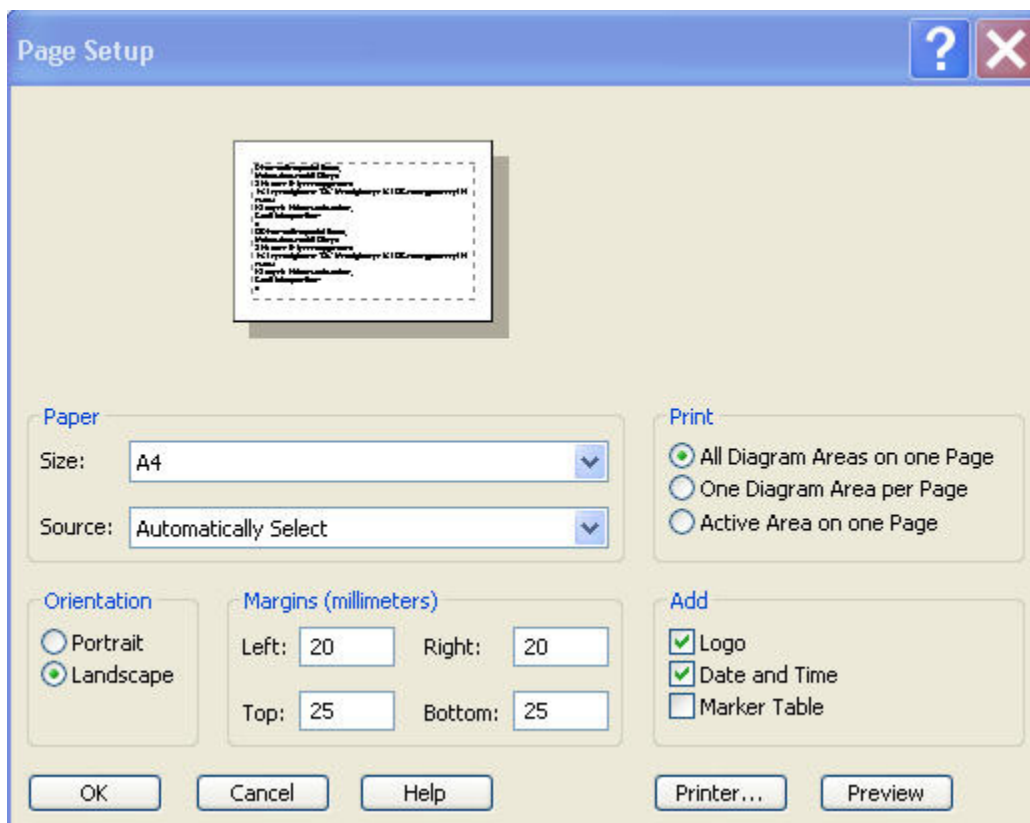 Page Setup
Paper
Size: A4
Source: Automatically Select
Print
All Diagram Areas on one Page
One Diagram Area per Page
Active Area on one Page
Orientation
Portrait
Landscape
Margins (millimeters)
Left: 20 Right: 20
Top: 25 Bottom: 25
Add
Logo
Date and Time
Marker Table
OK Cancel Help Printer... Preview